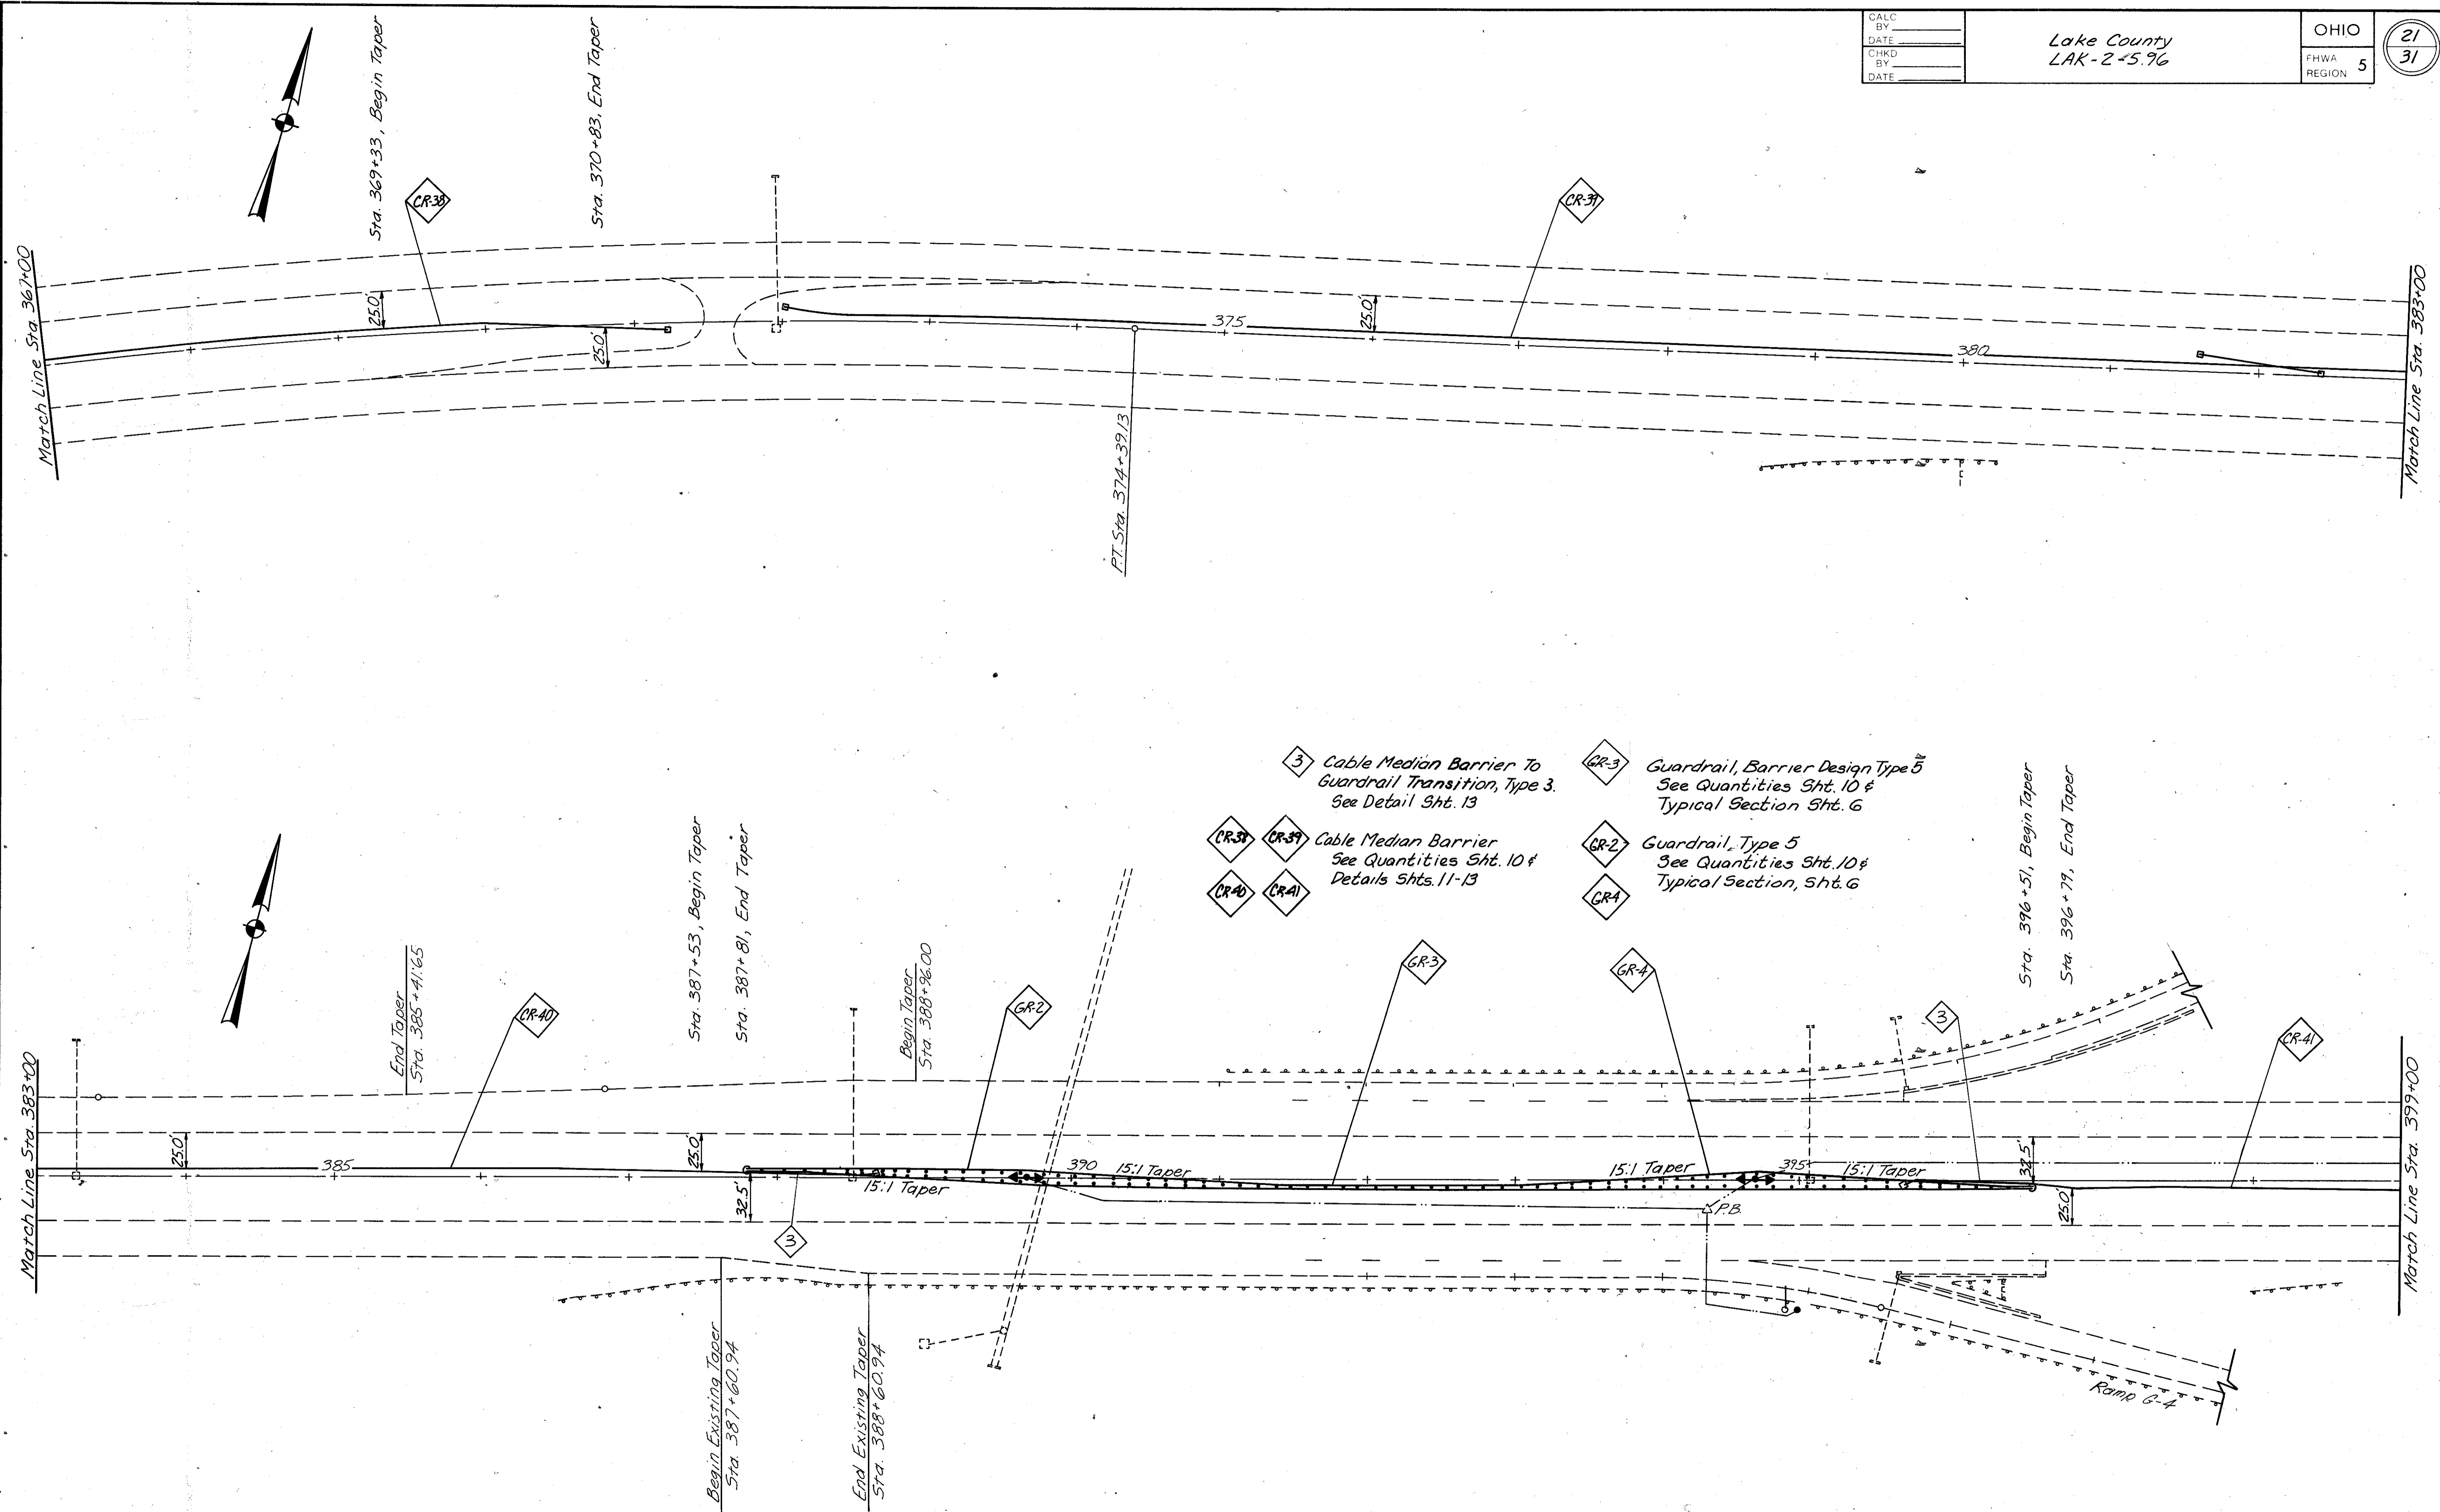 CALC
BY
DATE
CHKD
BY
DATE
Lake County
LAK-2-5.96
OHIO
FHWA
REGION 5
21
31
Sta. 369+33, Begin Taper
Sta. 370+83, End Taper
CR-38
CR-39
Match Line Sta. 367+00
25.0'
25.0'
375
25.0'
380
Match Line Sta. 383+00
P.T. Sta. 374+39.13
3 Cable Median Barrier To
Guardrail Transition, Type 3.
See Detail Sht. 13
CR-38 CR-39 Cable Median Barrier
See Quantities Sht. 10 &
Details Shts. 11-13
CR-40 CR-41
GR-3 Guardrail, Barrier Design Type 5
See Quantities Sht. 10 &
Typical Section Sht. 6
GR-2 Guardrail, Type 5
See Quantities Sht. 10 &
Typical Section, Sht. 6
GR-4
Sta. 396+51, Begin Taper
Sta. 396+79, End Taper
Sta. 387+53, Begin Taper
Sta. 387+81, End Taper
End Taper
Sta. 385+41.65
Begin Taper
Sta. 388+96.00
CR-40
GR-2
GR-3
GR-4
3
CR-41
Match Line Sta. 383+00
25.0'
385
25.0'
32.5'
15:1 Taper
390
15:1 Taper
15:1 Taper
395
15:1 Taper
32.5'
25.0'
Match Line Sta. 399+00
3
P.B.
Begin Existing Taper
Sta. 387+60.94
End Existing Taper
Sta. 388+60.94
Ramp G-4